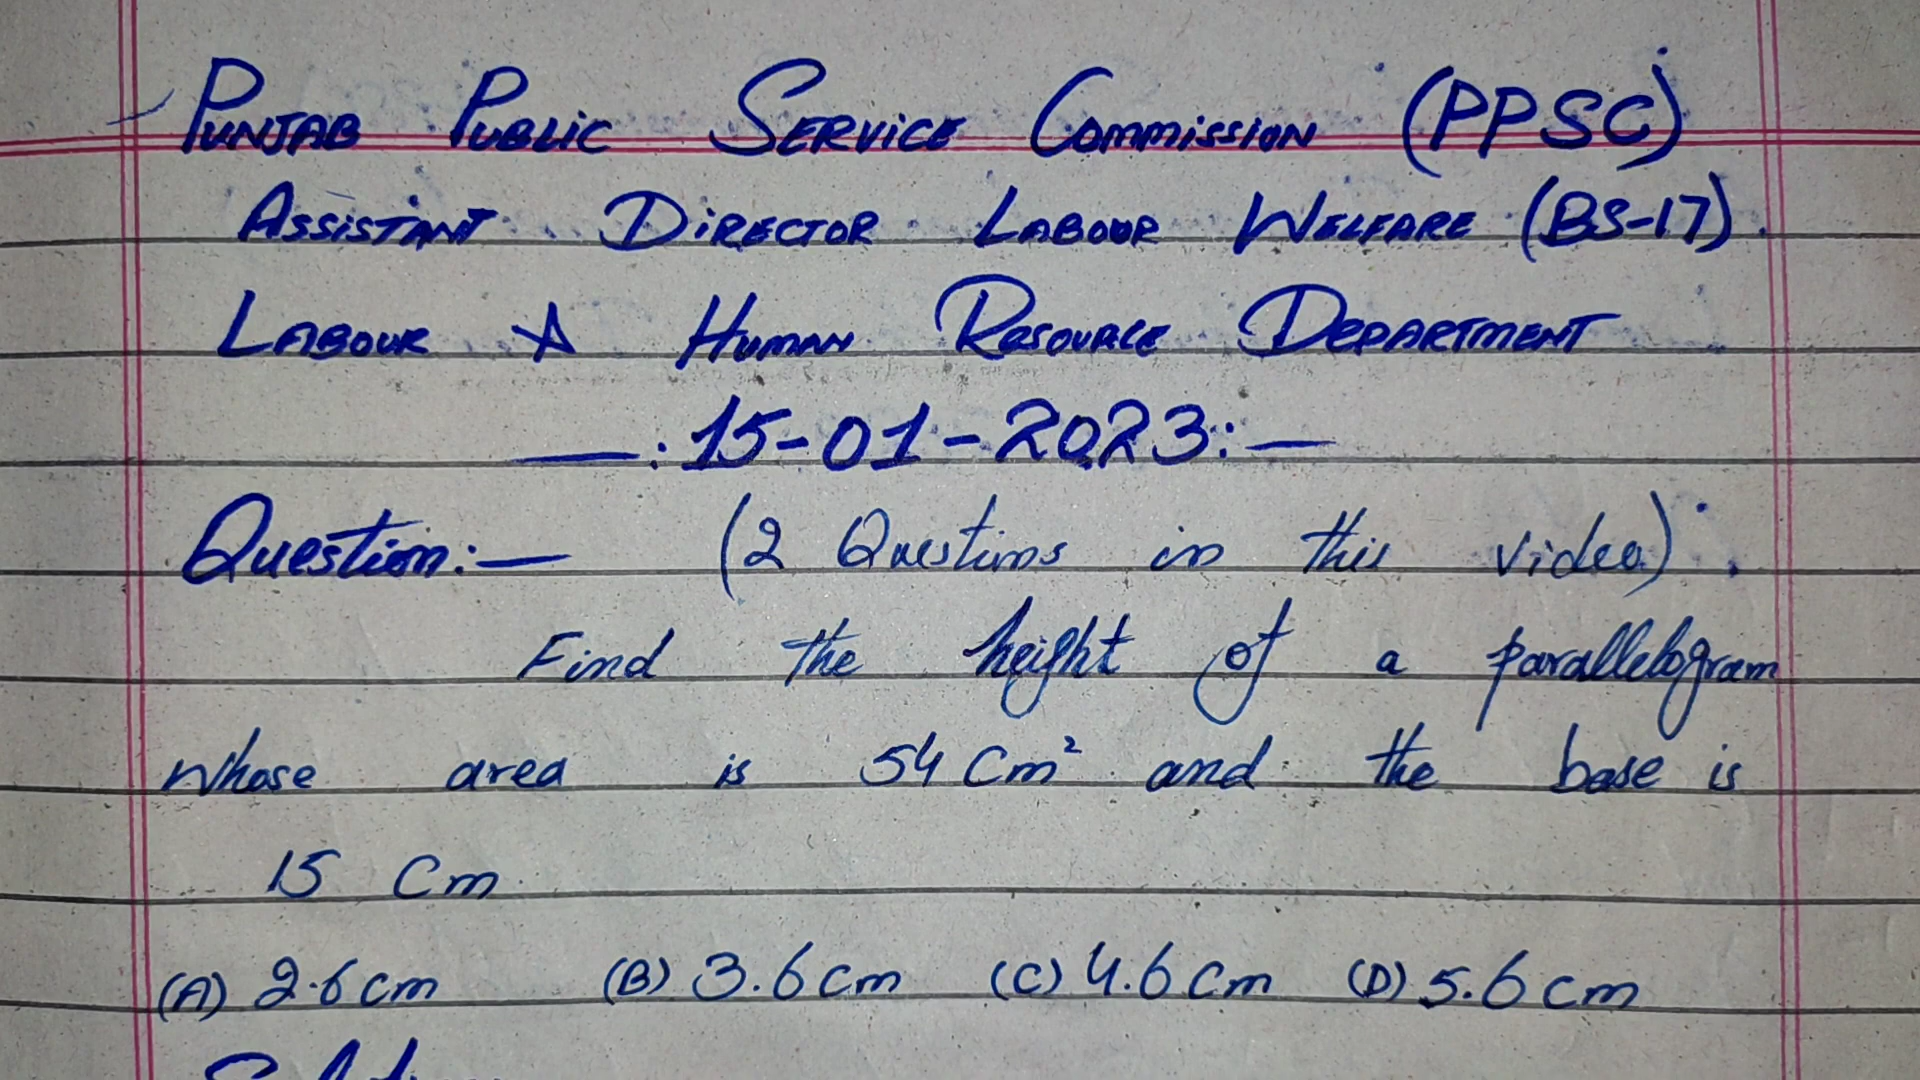 PUNJAB PUBLIC SERVICE COMMISSION (PPSC)
ASSISTANT DIRECTOR LABOUR WELFARE (BS-17).
LABOUR & HUMAN RESOURCE DEPARTMENT
—:15-01-2023:—
QUESTION:— (2 Questions in this video).
Find the height of a parallelogram
whose area is 54 Cm² and the base is
15 Cm.
(A) 2.6 cm (B) 3.6 cm (C) 4.6 cm (D) 5.6 cm